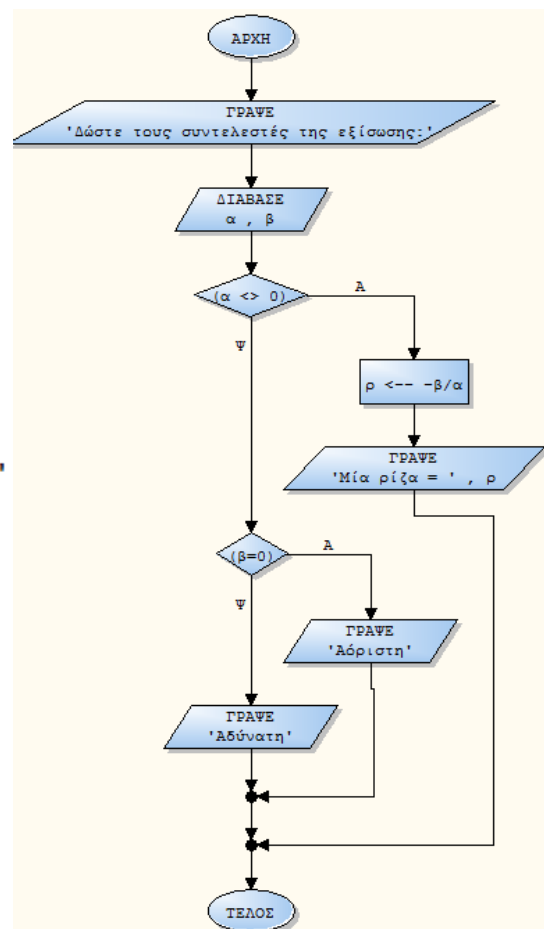 ΑΡΧΗ
ΓΡΑΨΕ
'Δώστε τους συντελεστές της εξίσωσης:'
ΔΙΑΒΑΣΕ
α , β
(α <> 0)
Α
Ψ
ρ <-- -β/α
ΓΡΑΨΕ
'Μία ρίζα = ' , ρ
'
(β=0)
Α
Ψ
ΓΡΑΨΕ
'Αόριστη'
ΓΡΑΨΕ
'Αδύνατη'
ΤΕΛΟΣ